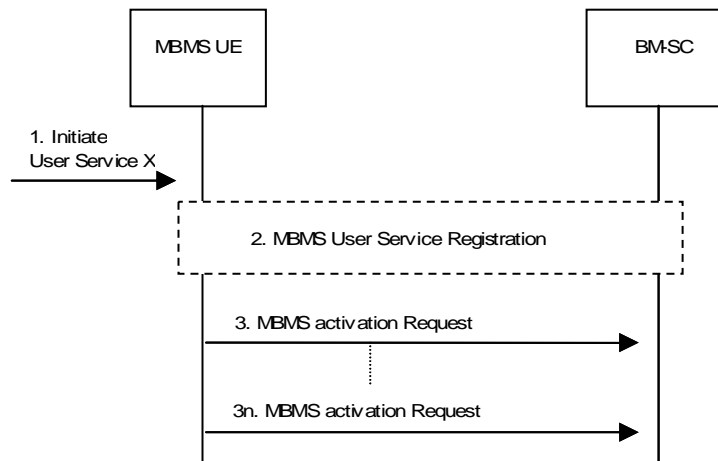 MBMS UE
BM-SC
1. Initiate
User Service X
2. MBMS User Service Registration
3. MBMS activation Request
3n. MBMS activation Request